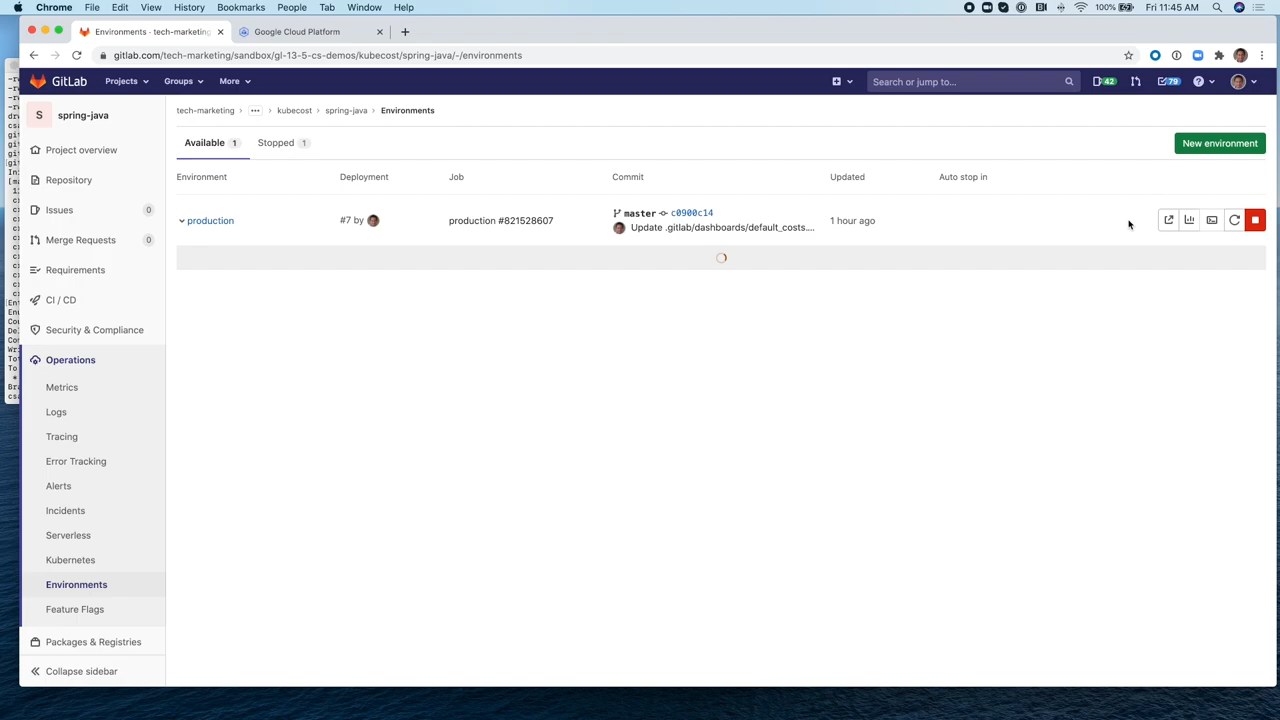 Chrome File Edit View History Bookmarks People Tab Window Help 100% Fri 11:45 AM
Environments · tech-marketing Google Cloud Platform
gitlab.com/tech-marketing/sandbox/gl-13-5-cs-demos/kubecost/spring-java/-/environments
GitLab Projects Groups More Search or jump to... 42 79
S spring-java
tech-marketing ... kubecost spring-java Environments
Available 1 Stopped 1 New environment
Project overview
Repository
Issues 0
Merge Requests 0
Requirements
CI / CD
Security & Compliance
Operations
Metrics
Logs
Tracing
Error Tracking
Alerts
Incidents
Serverless
Kubernetes
Environments
Feature Flags
Packages & Registries
Collapse sidebar
Environment Deployment Job Commit Updated Auto stop in
production #7 by production #821528607 master c0900c14 1 hour ago
Update .gitlab/dashboards/default_costs....